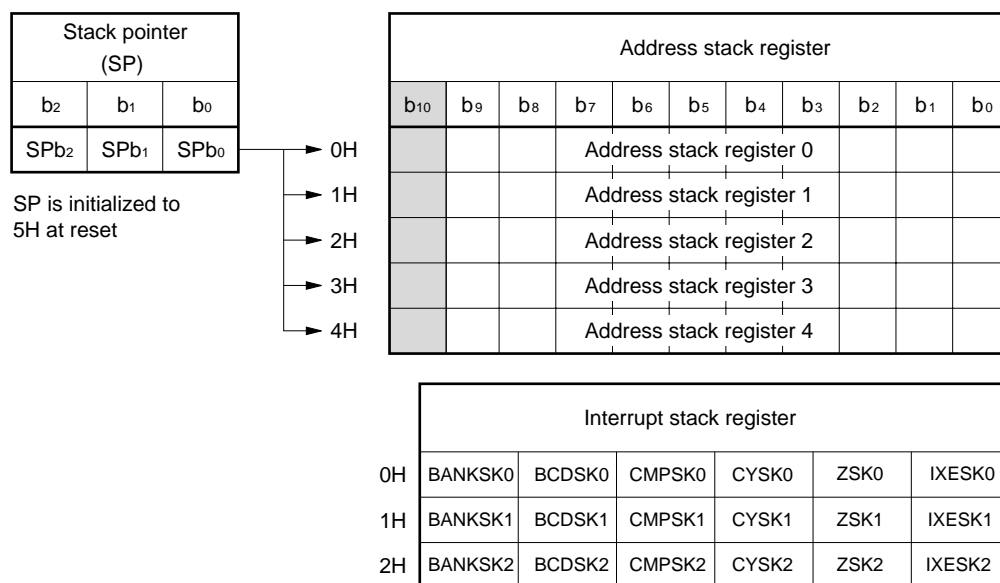 Stack pointer
(SP)
b2 b1 b0
SPb2 SPb1 SPb0
SP is initialized to
5H at reset
Address stack register
b10 b9 b8 b7 b6 b5 b4 b3 b2 b1 b0
0H Address stack register 0
1H Address stack register 1
2H Address stack register 2
3H Address stack register 3
4H Address stack register 4
Interrupt stack register
0H BANKSK0 BCDSK0 CMPSK0 CYSK0 ZSK0 IXESK0
1H BANKSK1 BCDSK1 CMPSK1 CYSK1 ZSK1 IXESK1
2H BANKSK2 BCDSK2 CMPSK2 CYSK2 ZSK2 IXESK2